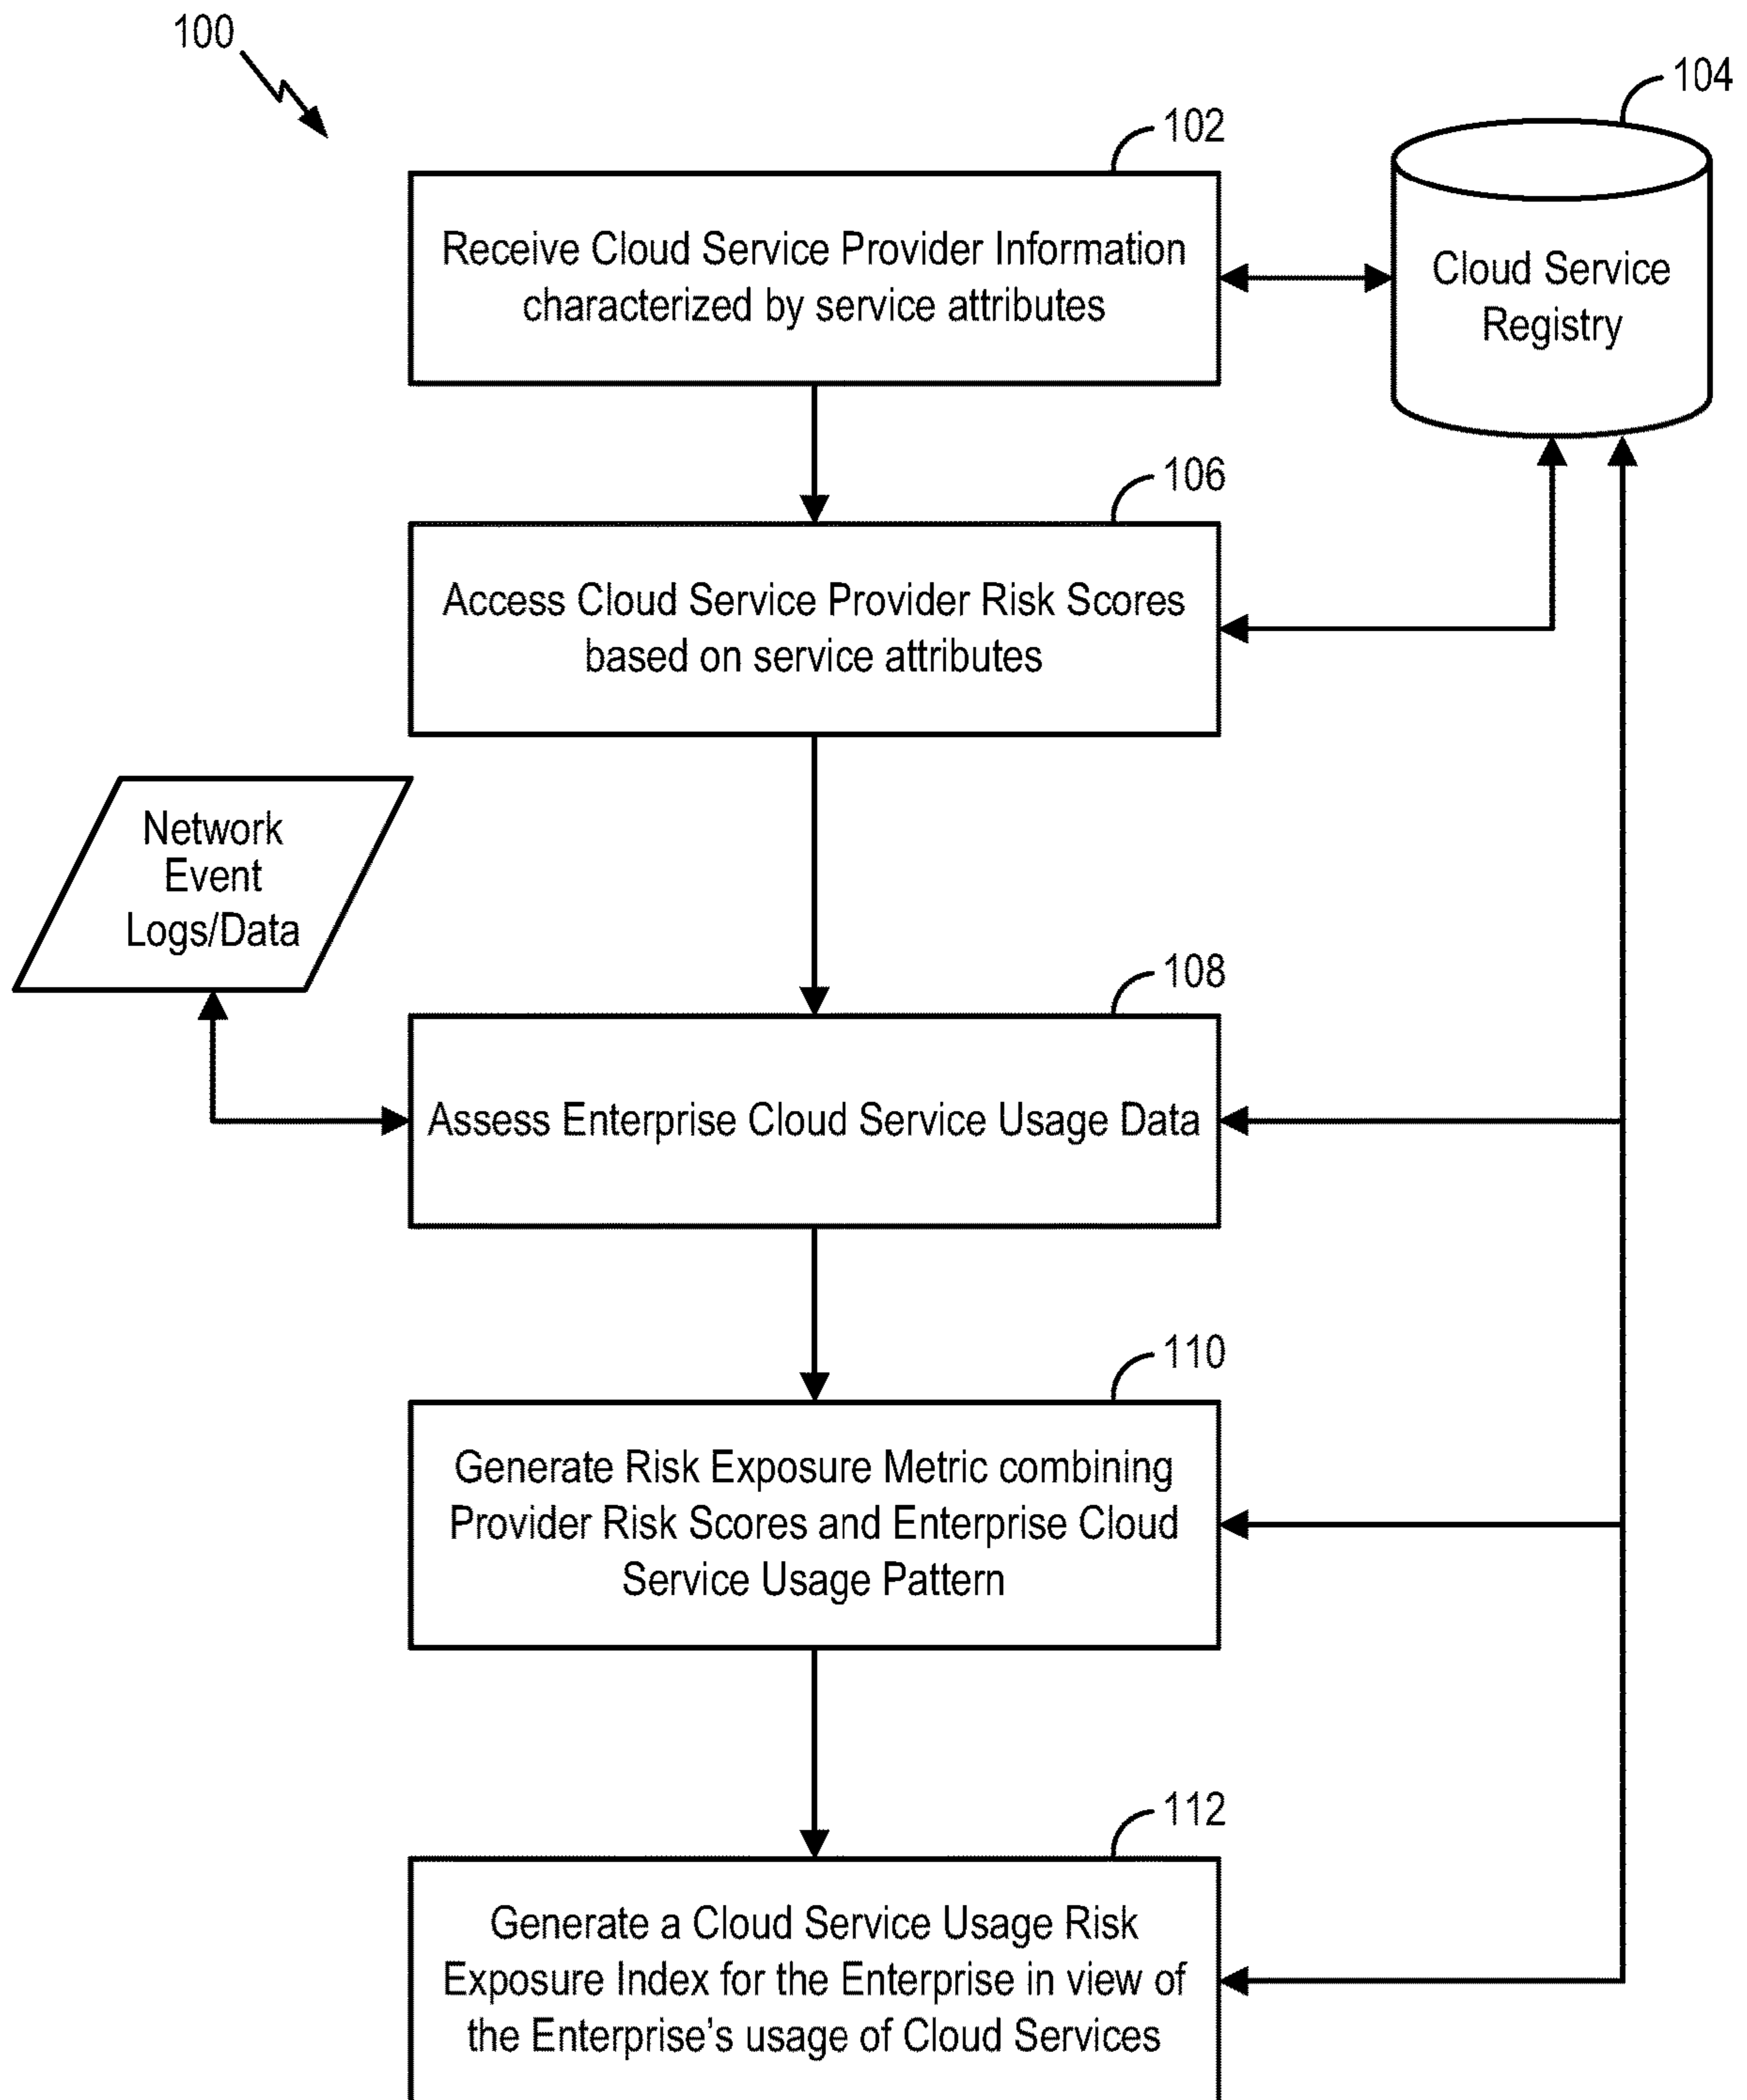 100
104
102
Receive Cloud Service Provider Information
characterized by service attributes
Cloud Service
Registry
106
Access Cloud Service Provider Risk Scores
based on service attributes
Network
Event
Logs/Data
108
Assess Enterprise Cloud Service Usage Data
110
Generate Risk Exposure Metric combining
Provider Risk Scores and Enterprise Cloud
Service Usage Pattern
112
Generate a Cloud Service Usage Risk
Exposure Index for the Enterprise in view of
the Enterprise's usage of Cloud Services